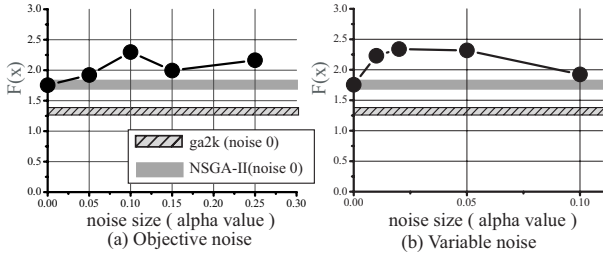 (a)
(b)
F(x)
3.0
2.5
2.0
1.5
1.0
0.5
0.0
0.00 0.05 0.10 0.15 0.20 0.25 0.30
ga2k (noise 0)
NSGA-II(noise 0)
noise size ( alpha value )
(a) Objective noise
F(x)
3.0
2.5
2.0
1.5
1.0
0.5
0.0
0.00 0.05 0.10
noise size ( alpha value )
(b) Variable noise